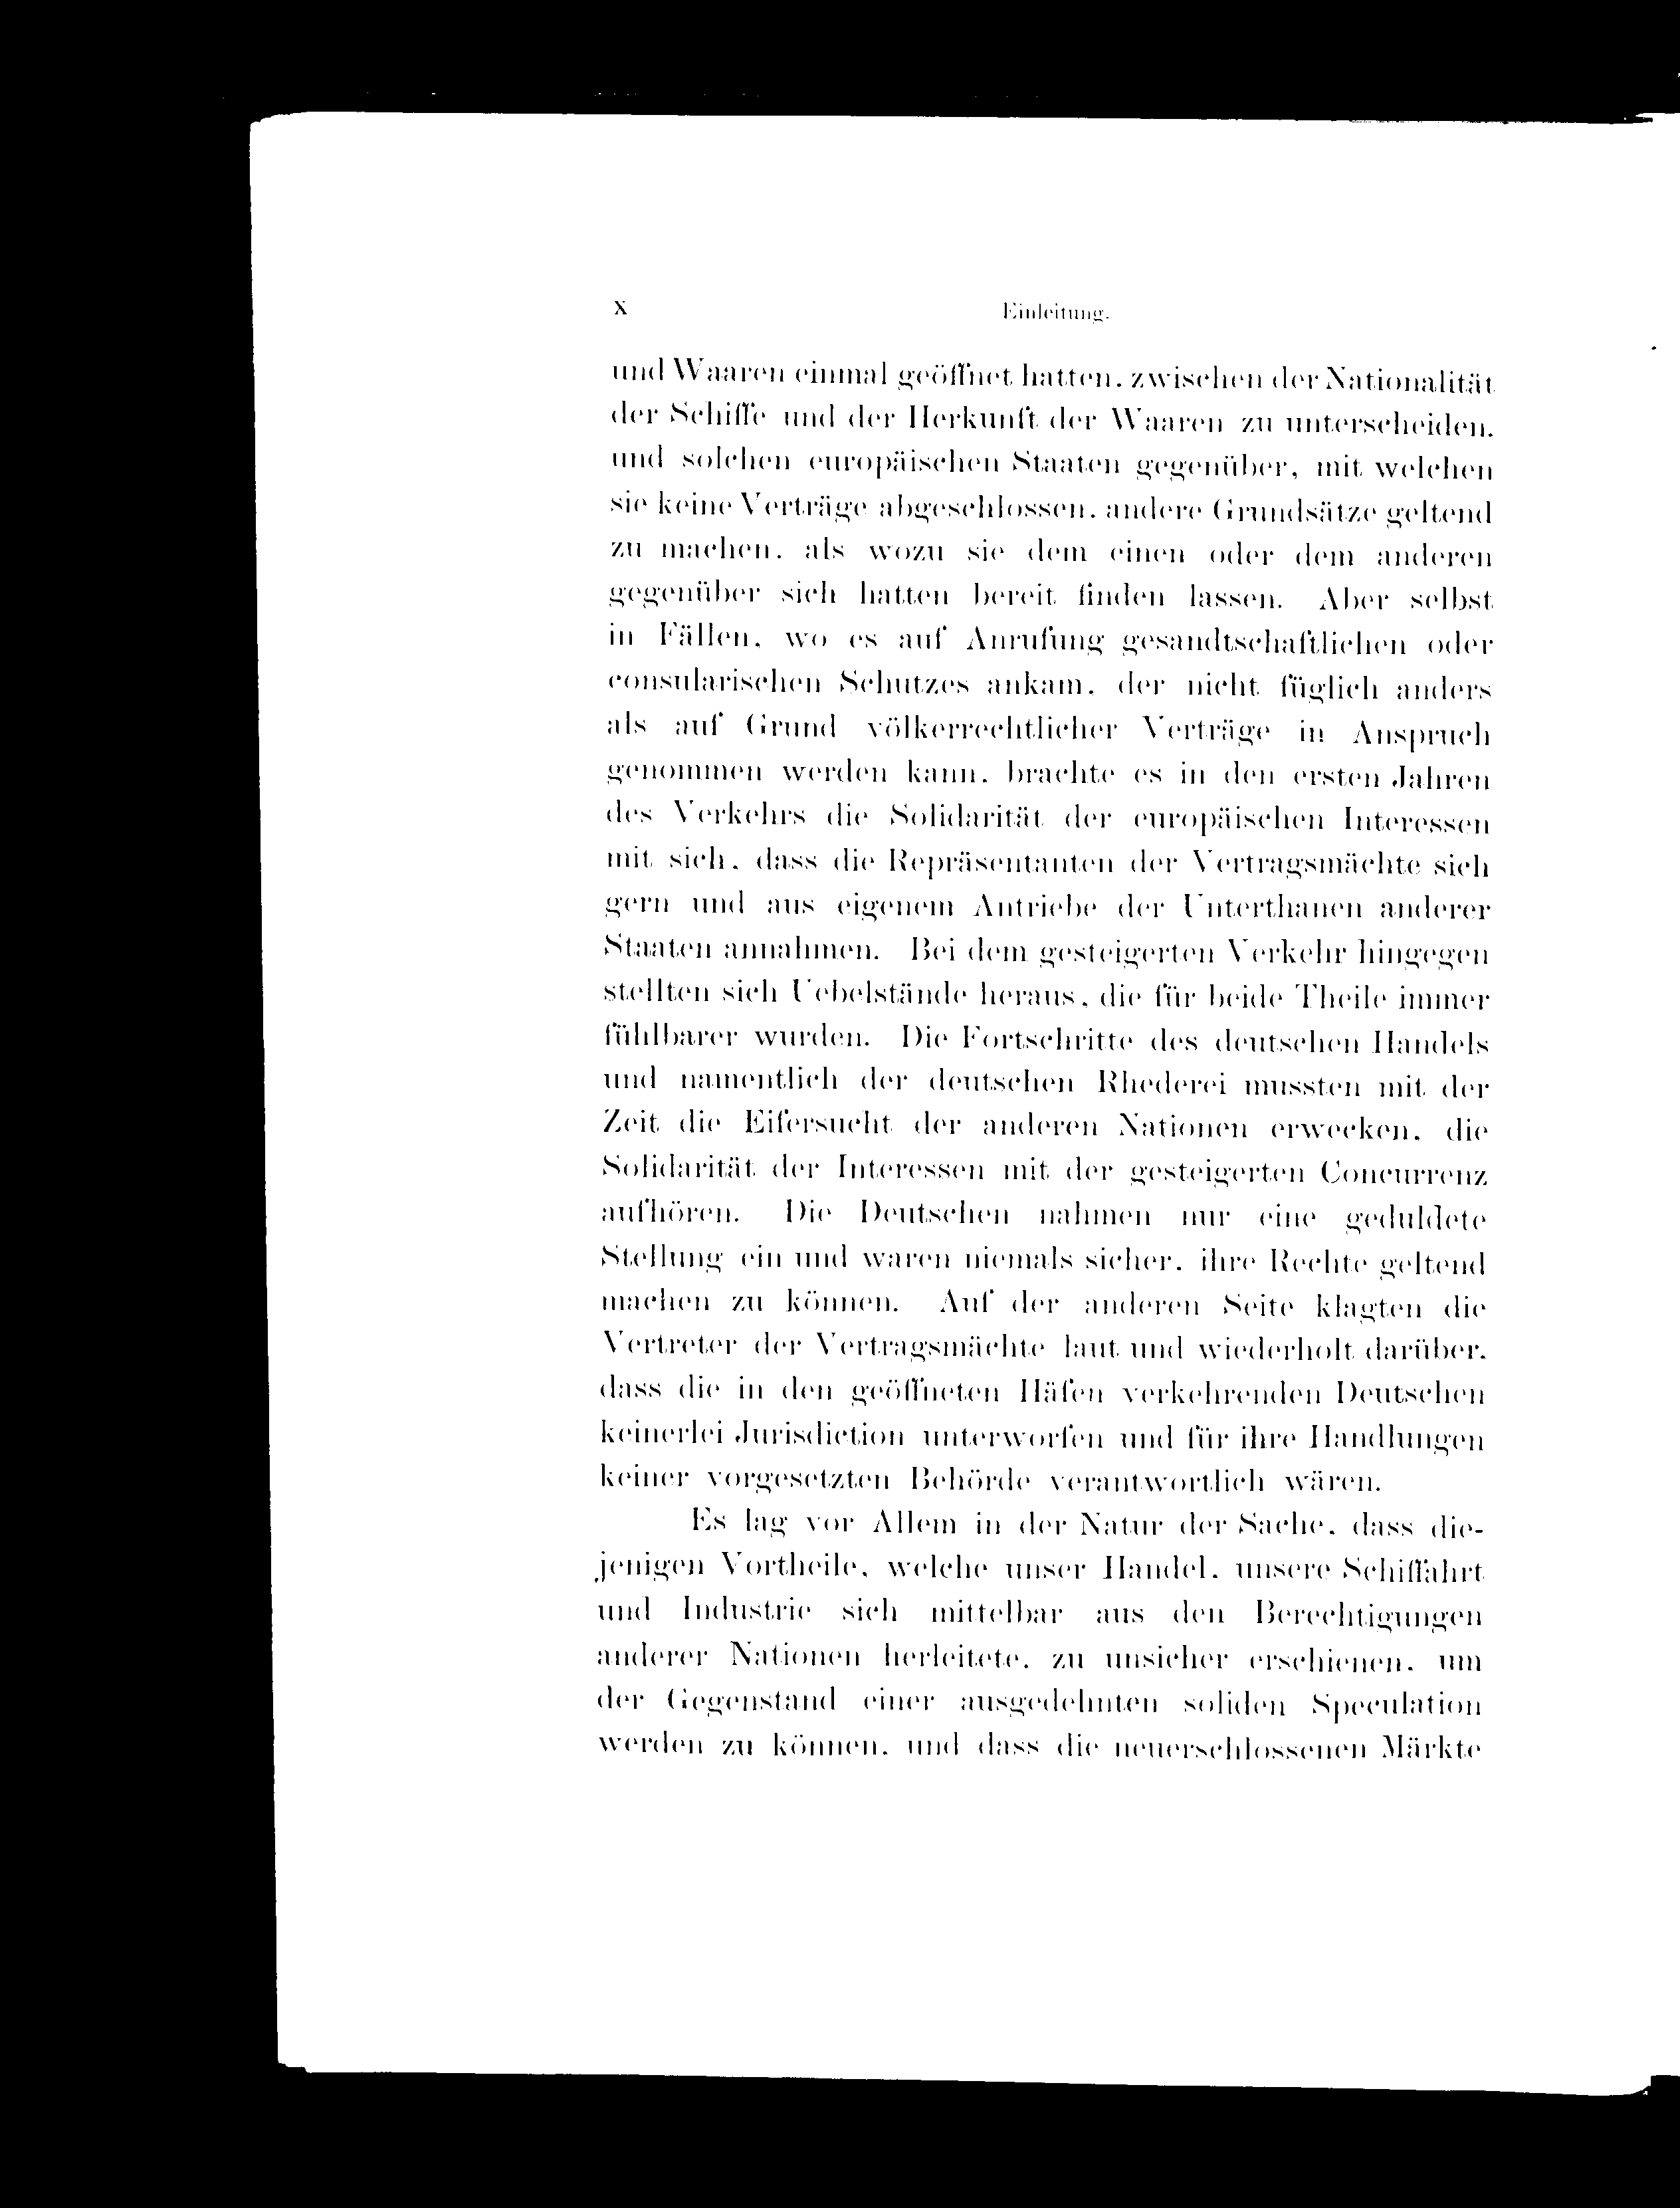 X Einleitung.
und Waaren einmal geöffnet hatten, zwischen der Nationalität
der Schiffe und der Herkunft der Waaren zu unterscheiden,
und solchen europäischen Staaten gegenüber, mit welchen
sie keine Verträge abgeschlossen, andere Grundsätze geltend
zu machen, als wozu sie dem einen oder dem anderen
gegenüber sich hatten bereit finden lassen. Aber selbst
in Fällen, wo es auf Anrufung gesandtschaftlichen oder
consularischen Schutzes ankam, der nicht füglich anders
als auf Grund völkerrechtlicher Verträge in Anspruch
genommen werden kann, brachte es in den ersten Jahren
des Verkehrs die Solidarität der europäischen Interessen
mit sich, dass die Repräsentanten der Vertragsmächte sich
gern und aus eigenem Antriebe der Unterthanen anderer
Staaten annahmen. Bei dem gesteigerten Verkehr hingegen
stellten sich Uebelstände heraus, die für beide Theile immer
fühlbarer wurden. Die Fortschritte des deutschen Handels
und namentlich der deutschen Rhederei mussten mit der
Zeit die Eifersucht der anderen Nationen erwecken, die
Solidarität der Interessen mit der gesteigerten Concurrenz
aufhören. Die Deutschen nahmen nur eine geduldete
Stellung ein und waren niemals sicher, ihre Rechte geltend
machen zu können. Auf der anderen Seite klagten die
Vertreter der Vertragsmächte laut und wiederholt darüber,
dass die in den geöffneten Häfen verkehrenden Deutschen
keinerlei Jurisdiction unterworfen und für ihre Handlungen
keiner vorgesetzten Behörde verantwortlich wären.
Es lag vor Allem in der Natur der Sache, dass die-
jenigen Vortheile, welche unser Handel, unsere Schiffahrt
und Industrie sich mittelbar aus den Berechtigungen
anderer Nationen herleitete, zu unsicher erschienen, um
der Gegenstand einer ausgedehnten soliden Speculation
werden zu können, und dass die neuerschlossenen Märkte